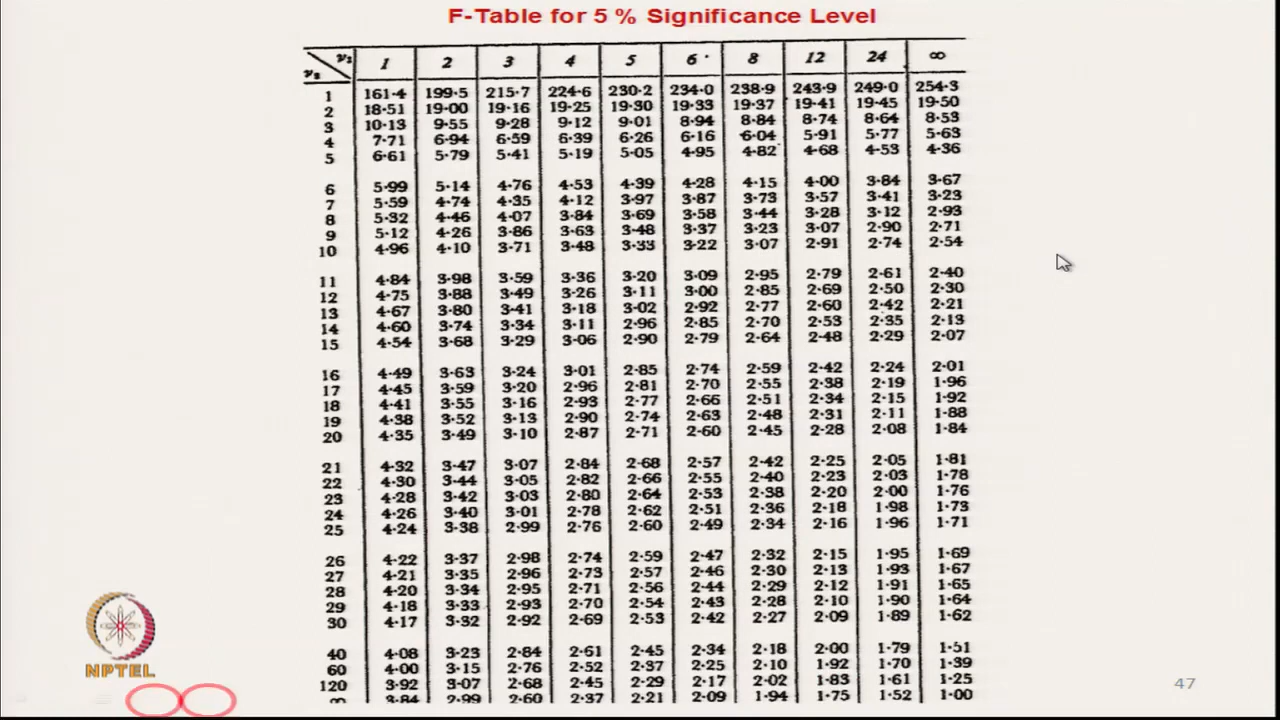 F-Table for 5 % Significance Level
ν₂ ν₁ 1 2 3 4 5 6 8 12 24 ∞
1 161·4 199·5 215·7 224·6 230·2 234·0 238·9 243·9 249·0 254·3
2 18·51 19·00 19·16 19·25 19·30 19·33 19·37 19·41 19·45 19·50
3 10·13 9·55 9·28 9·12 9·01 8·94 8·84 8·74 8·64 8·53
4 7·71 6·94 6·59 6·39 6·26 6·16 6·04 5·91 5·77 5·63
5 6·61 5·79 5·41 5·19 5·05 4·95 4·82 4·68 4·53 4·36
6 5·99 5·14 4·76 4·53 4·39 4·28 4·15 4·00 3·84 3·67
7 5·59 4·74 4·35 4·12 3·97 3·87 3·73 3·57 3·41 3·23
8 5·32 4·46 4·07 3·84 3·69 3·58 3·44 3·28 3·12 2·93
9 5·12 4·26 3·86 3·63 3·48 3·37 3·23 3·07 2·90 2·71
10 4·96 4·10 3·71 3·48 3·33 3·22 3·07 2·91 2·74 2·54
11 4·84 3·98 3·59 3·36 3·20 3·09 2·95 2·79 2·61 2·40
12 4·75 3·88 3·49 3·26 3·11 3·00 2·85 2·69 2·50 2·30
13 4·67 3·80 3·41 3·18 3·02 2·92 2·77 2·60 2·42 2·21
14 4·60 3·74 3·34 3·11 2·96 2·85 2·70 2·53 2·35 2·13
15 4·54 3·68 3·29 3·06 2·90 2·79 2·64 2·48 2·29 2·07
16 4·49 3·63 3·24 3·01 2·85 2·74 2·59 2·42 2·24 2·01
17 4·45 3·59 3·20 2·96 2·81 2·70 2·55 2·38 2·19 1·96
18 4·41 3·55 3·16 2·93 2·77 2·66 2·51 2·34 2·15 1·92
19 4·38 3·52 3·13 2·90 2·74 2·63 2·48 2·31 2·11 1·88
20 4·35 3·49 3·10 2·87 2·71 2·60 2·45 2·28 2·08 1·84
21 4·32 3·47 3·07 2·84 2·68 2·57 2·42 2·25 2·05 1·81
22 4·30 3·44 3·05 2·82 2·66 2·55 2·40 2·23 2·03 1·78
23 4·28 3·42 3·03 2·80 2·64 2·53 2·38 2·20 2·00 1·76
24 4·26 3·40 3·01 2·78 2·62 2·51 2·36 2·18 1·98 1·73
25 4·24 3·38 2·99 2·76 2·60 2·49 2·34 2·16 1·96 1·71
26 4·22 3·37 2·98 2·74 2·59 2·47 2·32 2·15 1·95 1·69
27 4·21 3·35 2·96 2·73 2·57 2·46 2·30 2·13 1·93 1·67
28 4·20 3·34 2·95 2·71 2·56 2·44 2·29 2·12 1·91 1·65
29 4·18 3·33 2·93 2·70 2·54 2·43 2·28 2·10 1·90 1·64
30 4·17 3·32 2·92 2·69 2·53 2·42 2·27 2·09 1·89 1·62
40 4·08 3·23 2·84 2·61 2·45 2·34 2·18 2·00 1·79 1·51
60 4·00 3·15 2·76 2·52 2·37 2·25 2·10 1·92 1·70 1·39
120 3·92 3·07 2·68 2·45 2·29 2·17 2·02 1·83 1·61 1·25
∞ 3·84 2·99 2·60 2·37 2·21 2·09 1·94 1·75 1·52 1·00
NPTEL
47